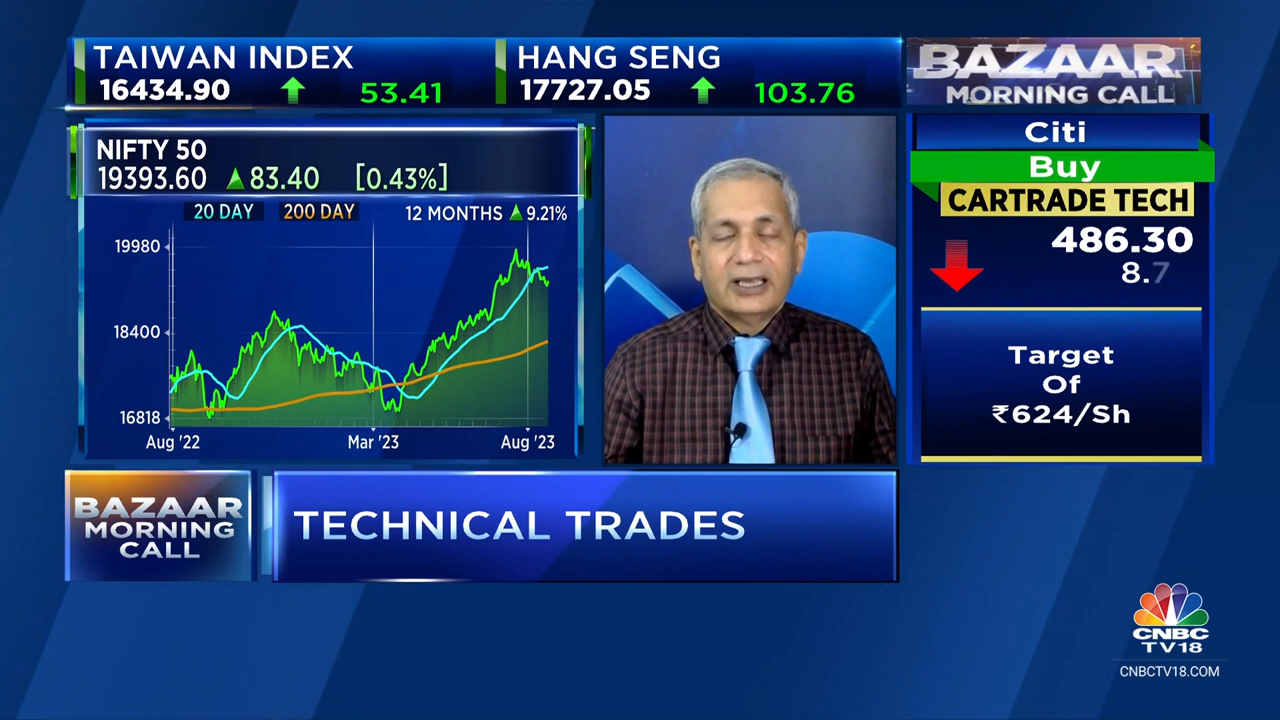 TAIWAN INDEX
16434.90 53.41
HANG SENG
17727.05 103.76
BAZAAR
MORNING CALL
NIFTY 50
19393.60 83.40 [0.43%]
20 DAY 200 DAY 12 MONTHS 9.21%
19980
18400
16818
Aug '22 Mar '23 Aug '23
Citi
Buy
CARTRADE TECH
486.30
8.7
Target
Of
₹624/Sh
BAZAAR
MORNING
CALL
TECHNICAL TRADES
CNBC
TV18
CNBCTV18.COM